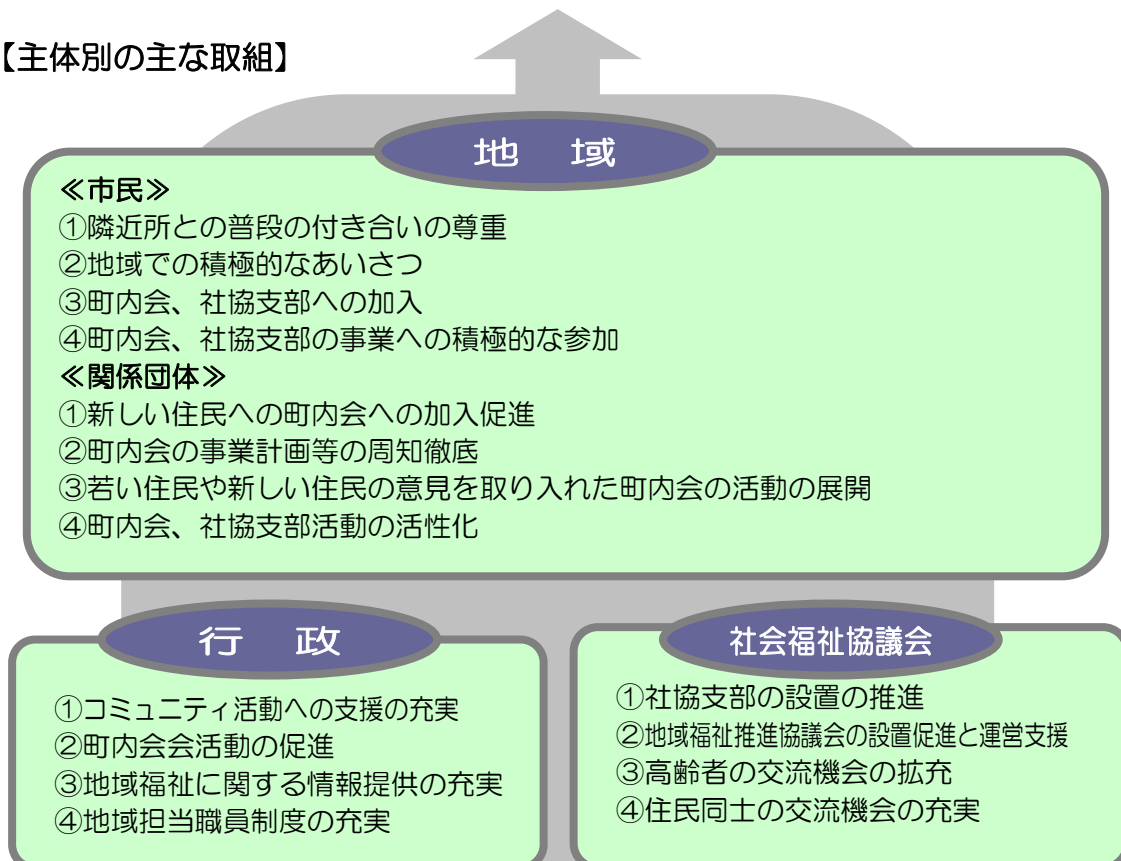 【主体別の主な取組】
地 域
≪市民≫
①隣近所との普段の付き合いの尊重
②地域での積極的なあいさつ
③町内会、社協支部への加入
④町内会、社協支部の事業への積極的な参加
≪関係団体≫
①新しい住民への町内会への加入促進
②町内会の事業計画等の周知徹底
③若い住民や新しい住民の意見を取り入れた町内会の活動の展開
④町内会、社協支部活動の活性化
行 政
①コミュニティ活動への支援の充実
②町内会会活動の促進
③地域福祉に関する情報提供の充実
④地域担当職員制度の充実
社会福祉協議会
①社協支部の設置の推進
②地域福祉推進協議会の設置促進と運営支援
③高齢者の交流機会の拡充
④住民同士の交流機会の充実